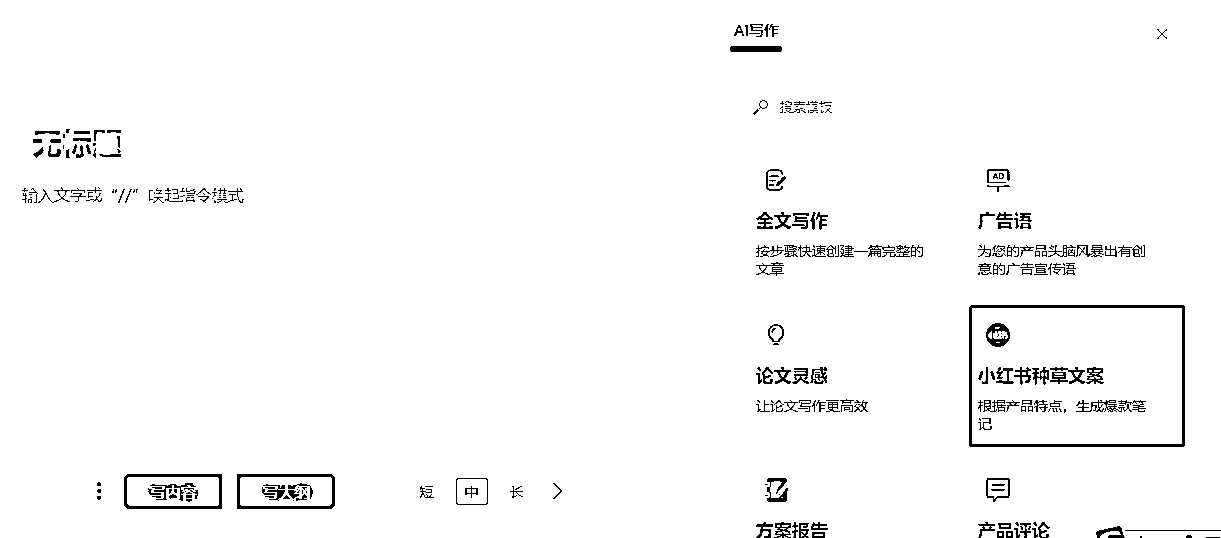 AI写作
无标题
输入文字或 “//” 唤起指令模式
写内容
写大纲
短
中
长
搜索模板
全文写作
按步骤快速创建一篇完整的
文章
AD
广告语
为您的产品头脑风暴出有创
意的广告宣传语
论文灵感
让论文写作更高效
小红书种草文案
根据产品特点，生成爆款笔
记
方案报告
产品评论